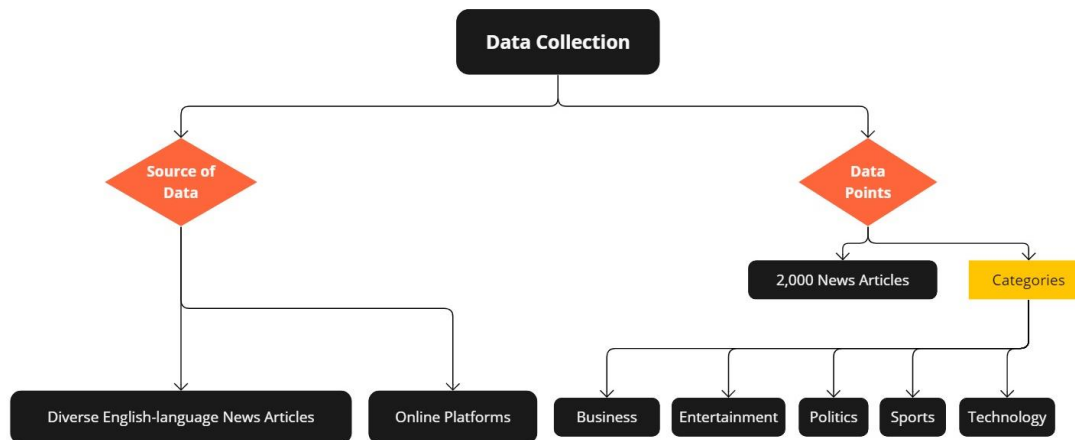 Data Collection
Source of
Data
Data
Points
2,000 News Articles
Categories
Diverse English-language News Articles
Online Platforms
Business
Entertainment
Politics
Sports
Technology